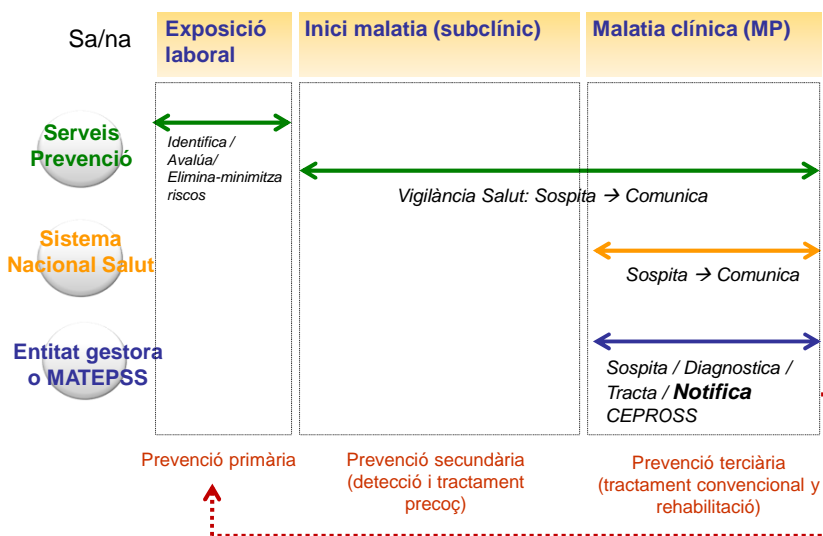 Sa/na
Exposició
laboral
Inici malatia (subclínic)
Malatia clínica (MP)
Serveis
Prevenció
Identifica /
Avalúa/
Elimina-minimitza
riscos
Vigilància Salut: Sospita → Comunica
Sistema
Nacional Salut
Sospita → Comunica
Entitat gestora
o MATEPSS
Sospita / Diagnostica /
Tracta / Notifica
CEPROSS
Prevenció primària
Prevenció secundària
(detecció i tractament
precoç)
Prevenció terciària
(tractament convencional y
rehabilitació)